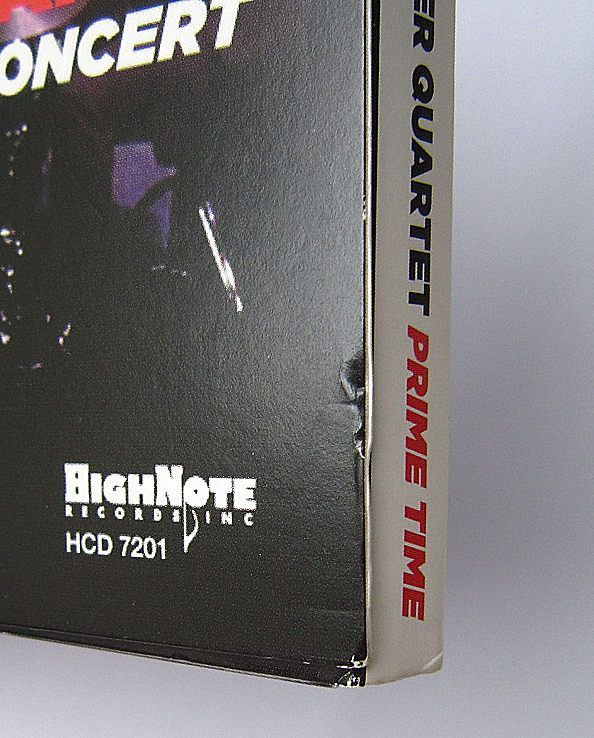 ONCERT
HIGHNOTE
RECORDS, INC
HCD 7201
ER QUARTET PRIME TIME